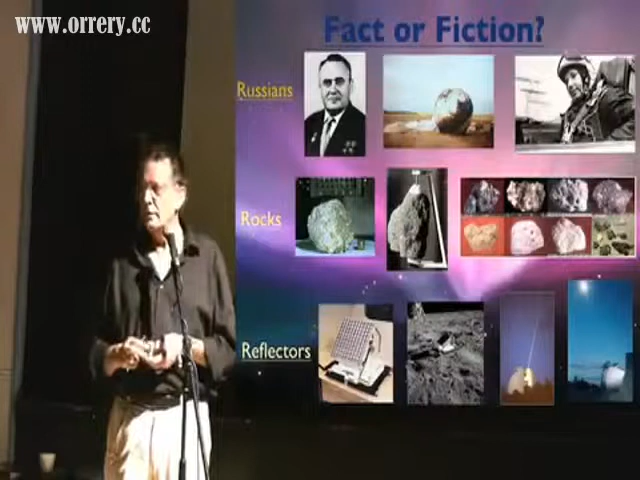 www.orrery.cc
Fact or Fiction?
Russians
Rocks
Reflectors